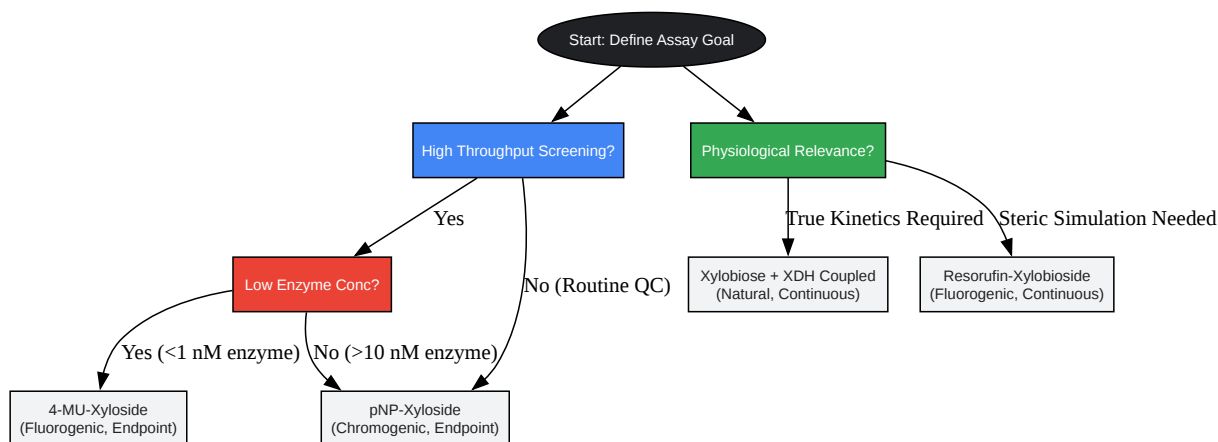 Start: Define Assay Goal
High Throughput Screening?
Physiological Relevance?
Yes
True Kinetics Required
Steric Simulation Needed
Low Enzyme Conc?
No (Routine QC)
Xylobiose + XDH Coupled
(Natural, Continuous)
Resorufin-Xylobioside
(Fluorogenic, Continuous)
Yes (<1 nM enzyme)
No (>10 nM enzyme)
4-MU-Xyloside
(Fluorogenic, Endpoint)
pNP-Xyloside
(Chromogenic, Endpoint)